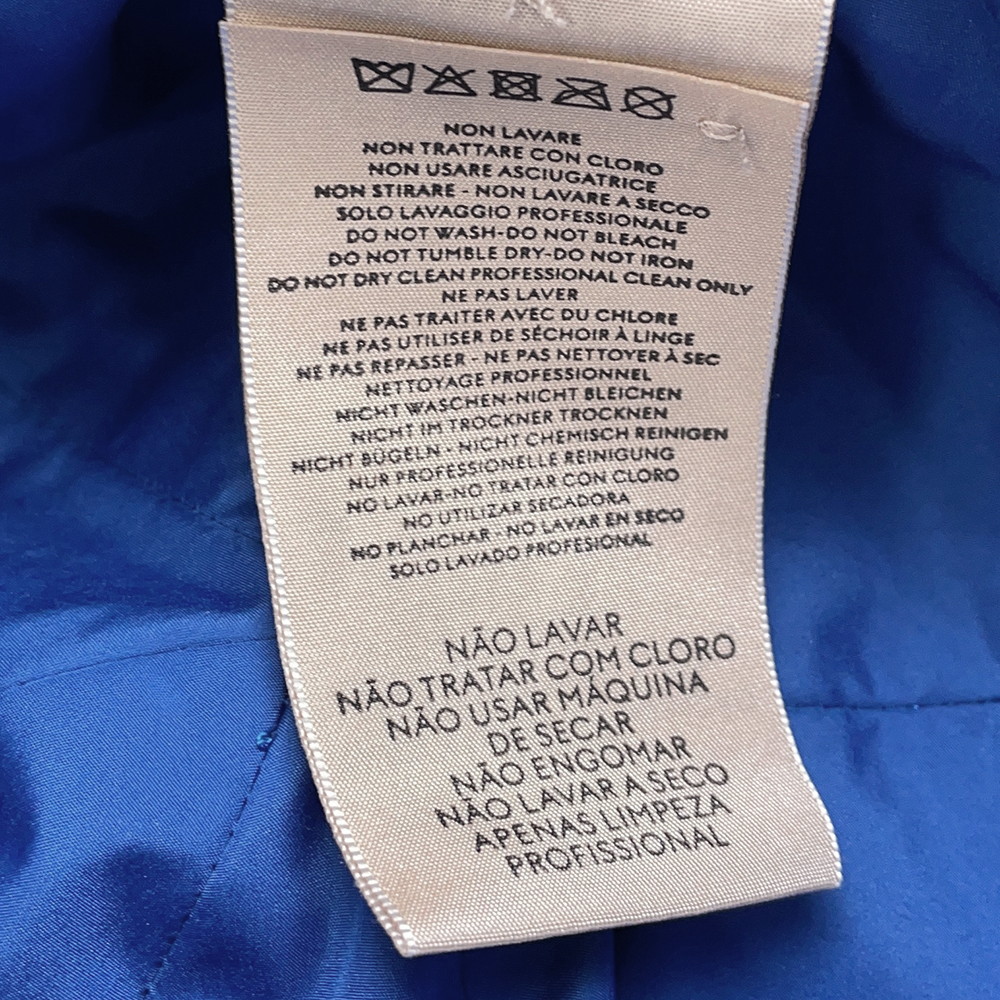 NON LAVARE
NON TRATTARE CON CLORO
NON USARE ASCIUGATRICE
NON STIRARE - NON LAVARE A SECCO
SOLO LAVAGGIO PROFESSIONALE
DO NOT WASH-DO NOT BLEACH
DO NOT TUMBLE DRY-DO NOT IRON
DO NOT DRY CLEAN PROFESSIONAL CLEAN ONLY
NE PAS LAVER
NE PAS TRAITER AVEC DU CHLORE
NE PAS UTILISER DE SÉCHOIR À LINGE
NE PAS REPASSER - NE PAS NETTOYER À SEC
NETTOYAGE PROFESSIONNEL
NICHT WASCHEN-NICHT BLEICHEN
NICHT IM TROCKNER TROCKNEN
NICHT BÜGELN - NICHT CHEMISCH REINIGEN
NUR PROFESSIONELLE REINIGUNG
NO LAVAR-NO TRATAR CON CLORO
NO UTILIZAR SECADORA
NO PLANCHAR - NO LAVAR EN SECO
SOLO LAVADO PROFESIONAL
NÃO LAVAR
NÃO TRATAR COM CLORO
NÃO USAR MÁQUINA
DE SECAR
NÃO ENGOMAR
NÃO LAVAR A SECO
APENAS LIMPEZA
PROFISSIONAL